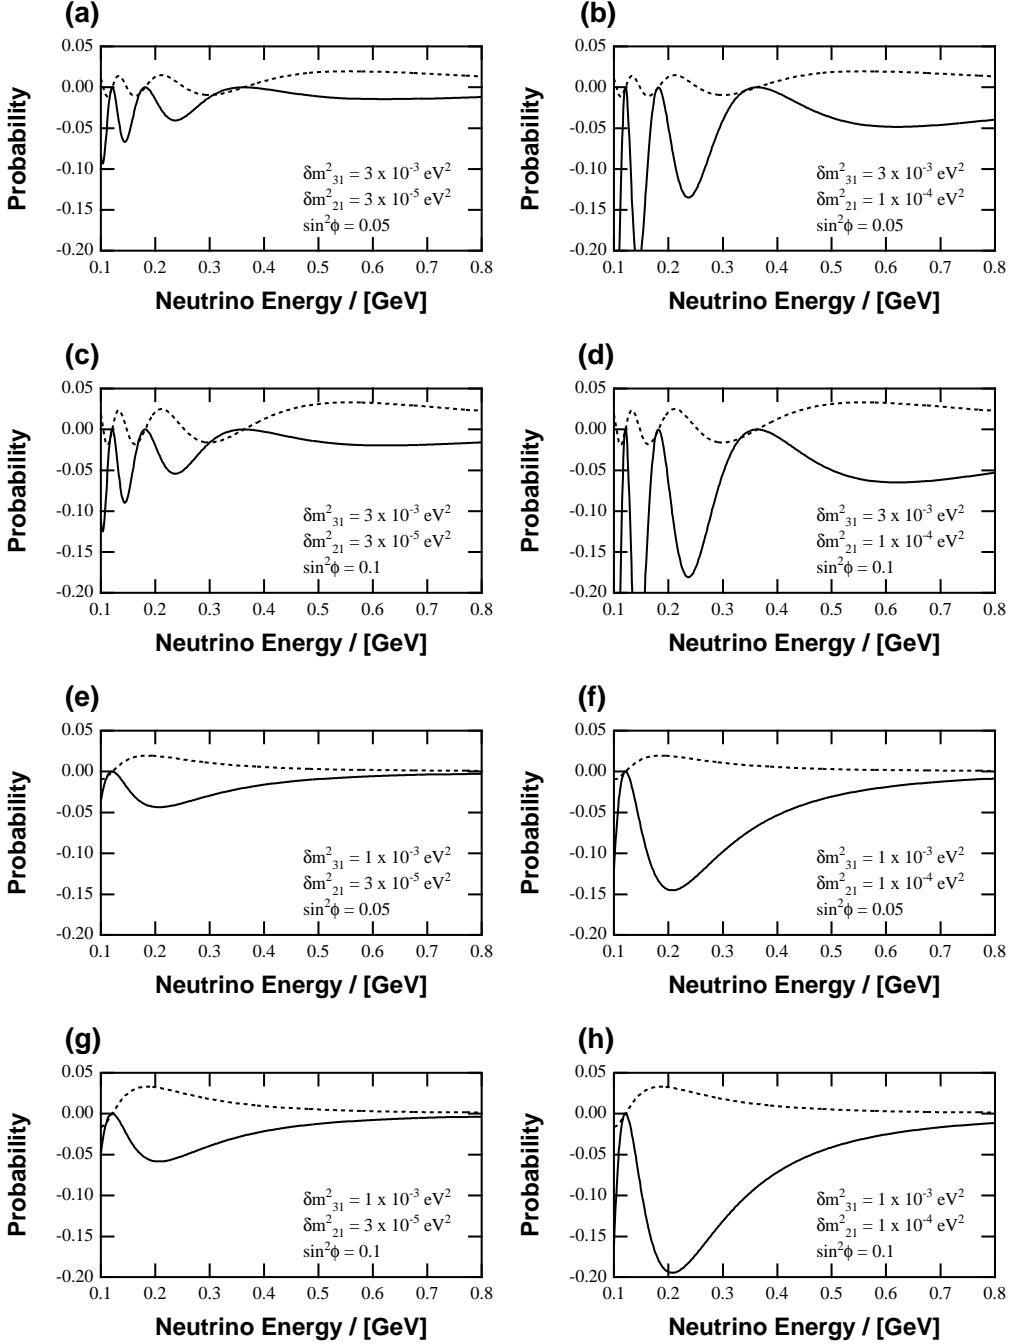 (a)
0.05
0.00
-0.05
-0.10
-0.15
-0.20
Probability
δm²₃₁ = 3 x 10⁻³ eV²
δm²₂₁ = 3 x 10⁻⁵ eV²
sin²ϕ = 0.05
0.1 0.2 0.3 0.4 0.5 0.6 0.7 0.8
Neutrino Energy / [GeV]
(b)
0.05
0.00
-0.05
-0.10
-0.15
-0.20
Probability
δm²₃₁ = 3 x 10⁻³ eV²
δm²₂₁ = 1 x 10⁻⁴ eV²
sin²ϕ = 0.05
0.1 0.2 0.3 0.4 0.5 0.6 0.7 0.8
Neutrino Energy / [GeV]
(c)
0.05
0.00
-0.05
-0.10
-0.15
-0.20
Probability
δm²₃₁ = 3 x 10⁻³ eV²
δm²₂₁ = 3 x 10⁻⁵ eV²
sin²ϕ = 0.1
0.1 0.2 0.3 0.4 0.5 0.6 0.7 0.8
Neutrino Energy / [GeV]
(d)
0.05
0.00
-0.05
-0.10
-0.15
-0.20
Probability
δm²₃₁ = 3 x 10⁻³ eV²
δm²₂₁ = 1 x 10⁻⁴ eV²
sin²ϕ = 0.1
0.1 0.2 0.3 0.4 0.5 0.6 0.7 0.8
Neutrino Energy / [GeV]
(e)
0.05
0.00
-0.05
-0.10
-0.15
-0.20
Probability
δm²₃₁ = 1 x 10⁻³ eV²
δm²₂₁ = 3 x 10⁻⁵ eV²
sin²ϕ = 0.05
0.1 0.2 0.3 0.4 0.5 0.6 0.7 0.8
Neutrino Energy / [GeV]
(f)
0.05
0.00
-0.05
-0.10
-0.15
-0.20
Probability
δm²₃₁ = 1 x 10⁻³ eV²
δm²₂₁ = 1 x 10⁻⁴ eV²
sin²ϕ = 0.05
0.1 0.2 0.3 0.4 0.5 0.6 0.7 0.8
Neutrino Energy / [GeV]
(g)
0.05
0.00
-0.05
-0.10
-0.15
-0.20
Probability
δm²₃₁ = 1 x 10⁻³ eV²
δm²₂₁ = 3 x 10⁻⁵ eV²
sin²ϕ = 0.1
0.1 0.2 0.3 0.4 0.5 0.6 0.7 0.8
Neutrino Energy / [GeV]
(h)
0.05
0.00
-0.05
-0.10
-0.15
-0.20
Probability
δm²₃₁ = 1 x 10⁻³ eV²
δm²₂₁ = 1 x 10⁻⁴ eV²
sin²ϕ = 0.1
0.1 0.2 0.3 0.4 0.5 0.6 0.7 0.8
Neutrino Energy / [GeV]